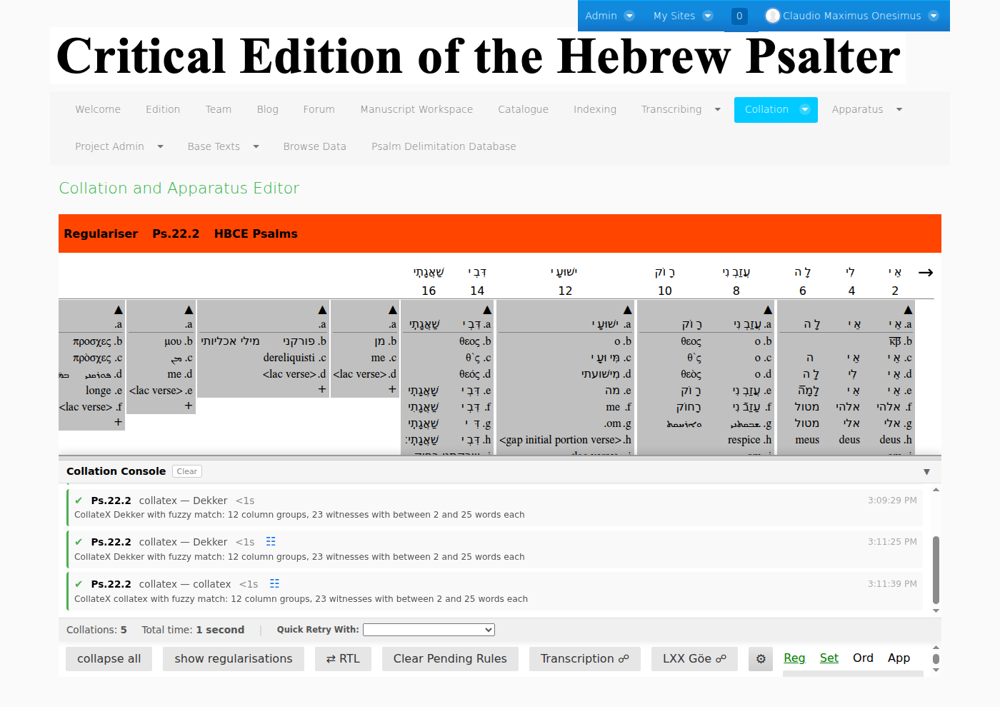 Admin My Sites 0 Claudio Maximus Onesimus
Critical Edition of the Hebrew Psalter
Welcome Edition Team Blog Forum Manuscript Workspace Catalogue Indexing Transcribing Collation Apparatus
Project Admin Base Texts Browse Data Psalm Delimitation Database
Collation and Apparatus Editor
Regulariser Ps.22.2 HBCE Psalms
→ אֵ י לִי לָ ה עֲזַבְ נִי רָ וֹק ישׁוּעָ י דִּבְ י שַׁאֲגָתִי
2 4 6 8 10 12 14 16
▲ ▲ ▲ ▲ ▲ ▲ ▲ ▲
a. אֵ י אֵ י לָ ה
a. עֲזַבְ נִי רָ וֹק
a. ישׁוּעָ י
a. דִּבְ י שַׁאֲגָתִי
a.
a.
a.
a.
b. κβ
b. ο θεος
b. ο
b. θεος
b. מן
b. פורקני מילי אכליותי
b. μου
b. προσχες
c. אֵ י אֵ י ה
c. ο θ`ς
c. מִ י וּעָ י
c. θ`ς
c. me
c. dereliquisti
c. πρὸσχες
d. אֵ י לִי לָ ה
d. ο θεὸς
d. מִישׁועתי
d. θεός
d. <lac verse>
d. <lac verse>
d. me
e. אֵ י אֵ י לָמָה
e. עֲזַבְ נִי רָ וֹק
e. מה
e. דִּבְ י שַׁאֲגָתִי
+
+
e. <lac verse>
e. longe
f. אלהי אלהי מטול
f. עֲזַבְ נִי רָחוֹק
f. me
f. דִּבְ י שַׁאֲגָתִי
+
f. <lac verse>
g. אלי אלי מטול
g. om.
g. דִּ י שַׁאֲגָתִי
+
h. deus deus meus
h. respice
h. <gap initial portion verse>
h. דִּבְ י שַׁאֲגָתִי:
Collation Console Clear ▼
✔ Ps.22.2 collatex — Dekker <1s 3:09:29 PM
CollateX Dekker with fuzzy match: 12 column groups, 23 witnesses with between 2 and 25 words each
✔ Ps.22.2 collatex — Dekker <1s ☷ 3:11:25 PM
CollateX Dekker with fuzzy match: 12 column groups, 23 witnesses with between 2 and 25 words each
✔ Ps.22.2 collatex — collatex <1s ☷ 3:11:39 PM
CollateX collatex with fuzzy match: 12 column groups, 23 witnesses with between 2 and 25 words each
Collations: 5 Total time: 1 second | Quick Retry With:
collapse all show regularisations ⇄ RTL Clear Pending Rules Transcription ☍ LXX Göe ☍ ⚙ Reg Set Ord App